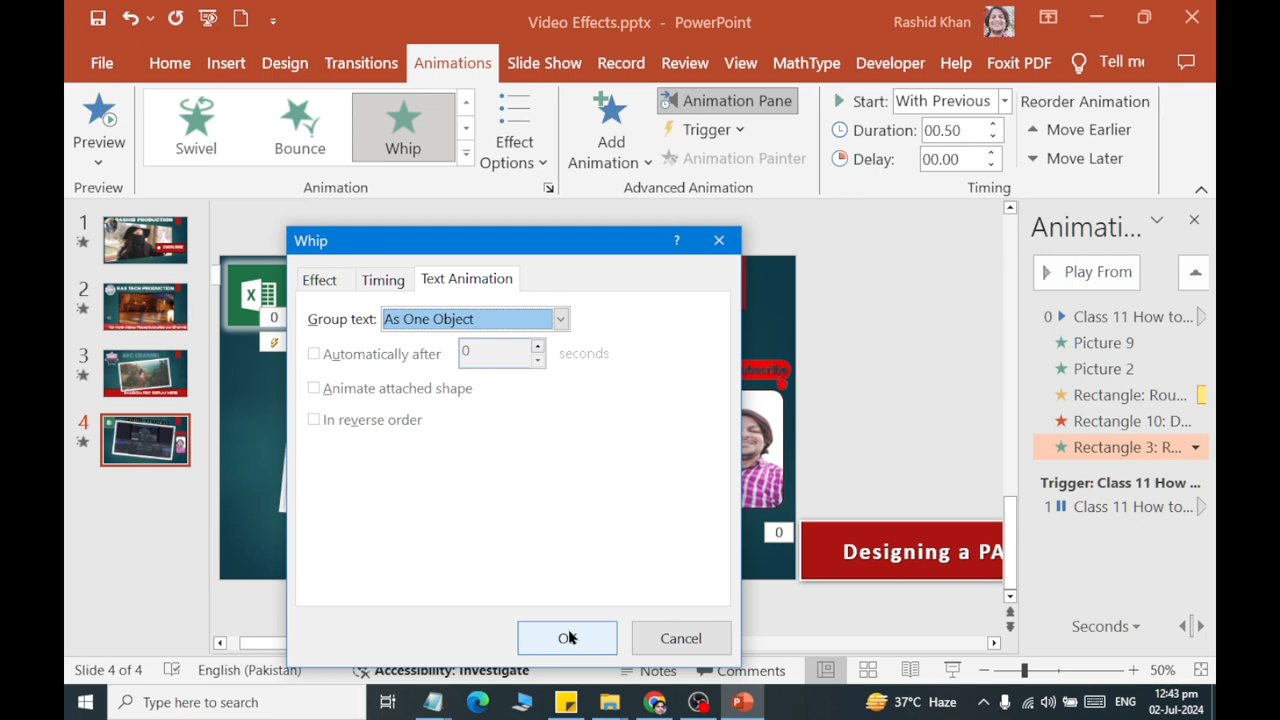 Video Effects.pptx - PowerPoint
Rashid Khan
File Home Insert Design Transitions Animations Slide Show Record Review View MathType Developer Help Foxit PDF Tell me
Preview
Swivel
Bounce
Whip
Effect
Options
Add
Animation
Animation Pane
Trigger
Animation Painter
Start: With Previous
Duration: 00.50
Delay: 00.00
Reorder Animation
Move Earlier
Move Later
Preview
Animation
Advanced Animation
Timing
1
2
3
4
Whip
?
Effect Timing Text Animation
Group text: As One Object
Automatically after 0 seconds
Animate attached shape
In reverse order
OK
Cancel
0
0
Designing a PA
Animati...
Play From
0 Class 11 How to...
Picture 9
Picture 2
Rectangle: Rou...
Rectangle 10: D...
Rectangle 3: R...
Trigger: Class 11 How ...
1 Class 11 How to...
Seconds
Slide 4 of 4
English (Pakistan)
Accessibility: Investigate
Notes
Comments
50%
Type here to search
37°C Haze
ENG
12:43 pm
02-Jul-2024